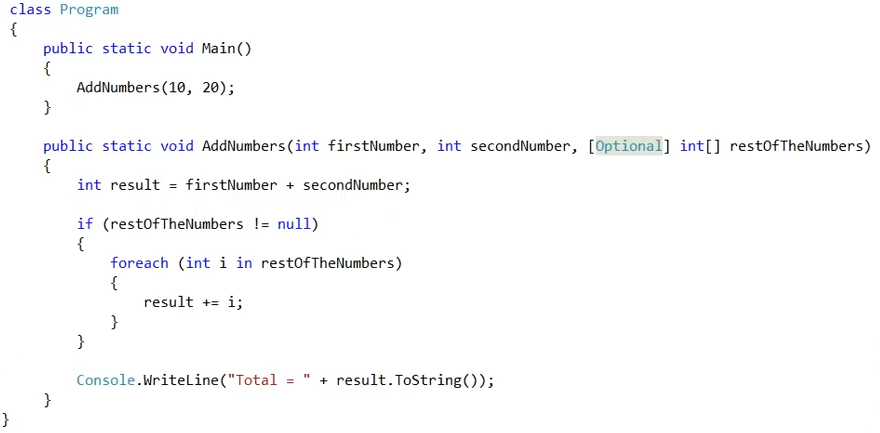 class Program
{
    public static void Main()
    {
        AddNumbers(10, 20);
    }
    public static void AddNumbers(int firstNumber, int secondNumber, [Optional] int[] restOfTheNumbers)
    {
        int result = firstNumber + secondNumber;
        if (restOfTheNumbers != null)
        {
            foreach (int i in restOfTheNumbers)
            {
                result += i;
            }
        }
        Console.WriteLine("Total = " + result.ToString());
    }
}